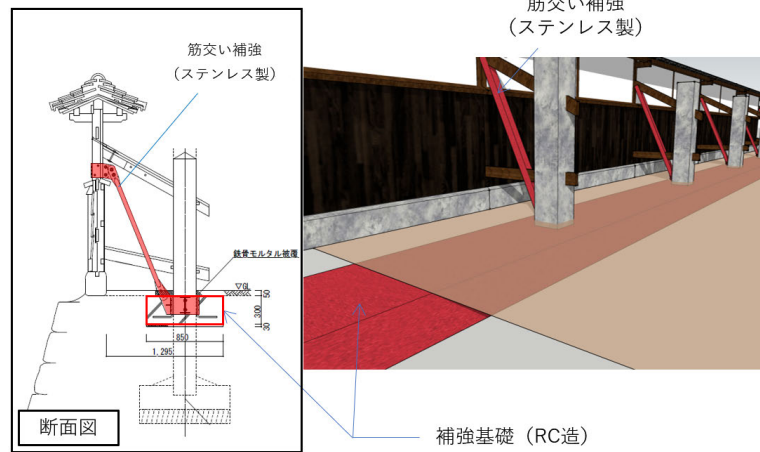 筋交い補強
(ステンレス製)
筋交い補強
(ステンレス製)
鉄骨モルタル被覆
▽GL
50
300
30
850
1.295
断面図
補強基礎(RC造)